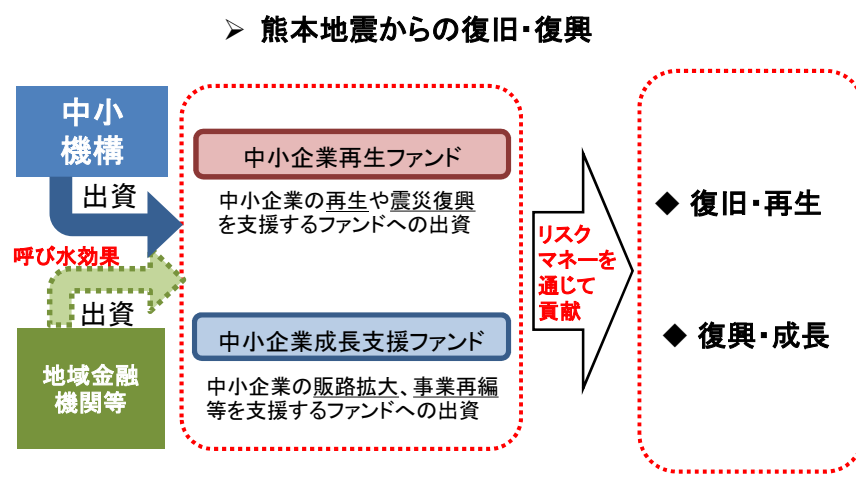 ➢ 熊本地震からの復旧・復興
中小
機構
出資
呼び水効果
出資
地域金融
機関等
中小企業再生ファンド
中小企業の再生や震災復興
を支援するファンドへの出資
中小企業成長支援ファンド
中小企業の販路拡大、事業再編
等を支援するファンドへの出資
リスク
マネーを
通じて
貢献
◆ 復旧・再生
◆ 復興・成長